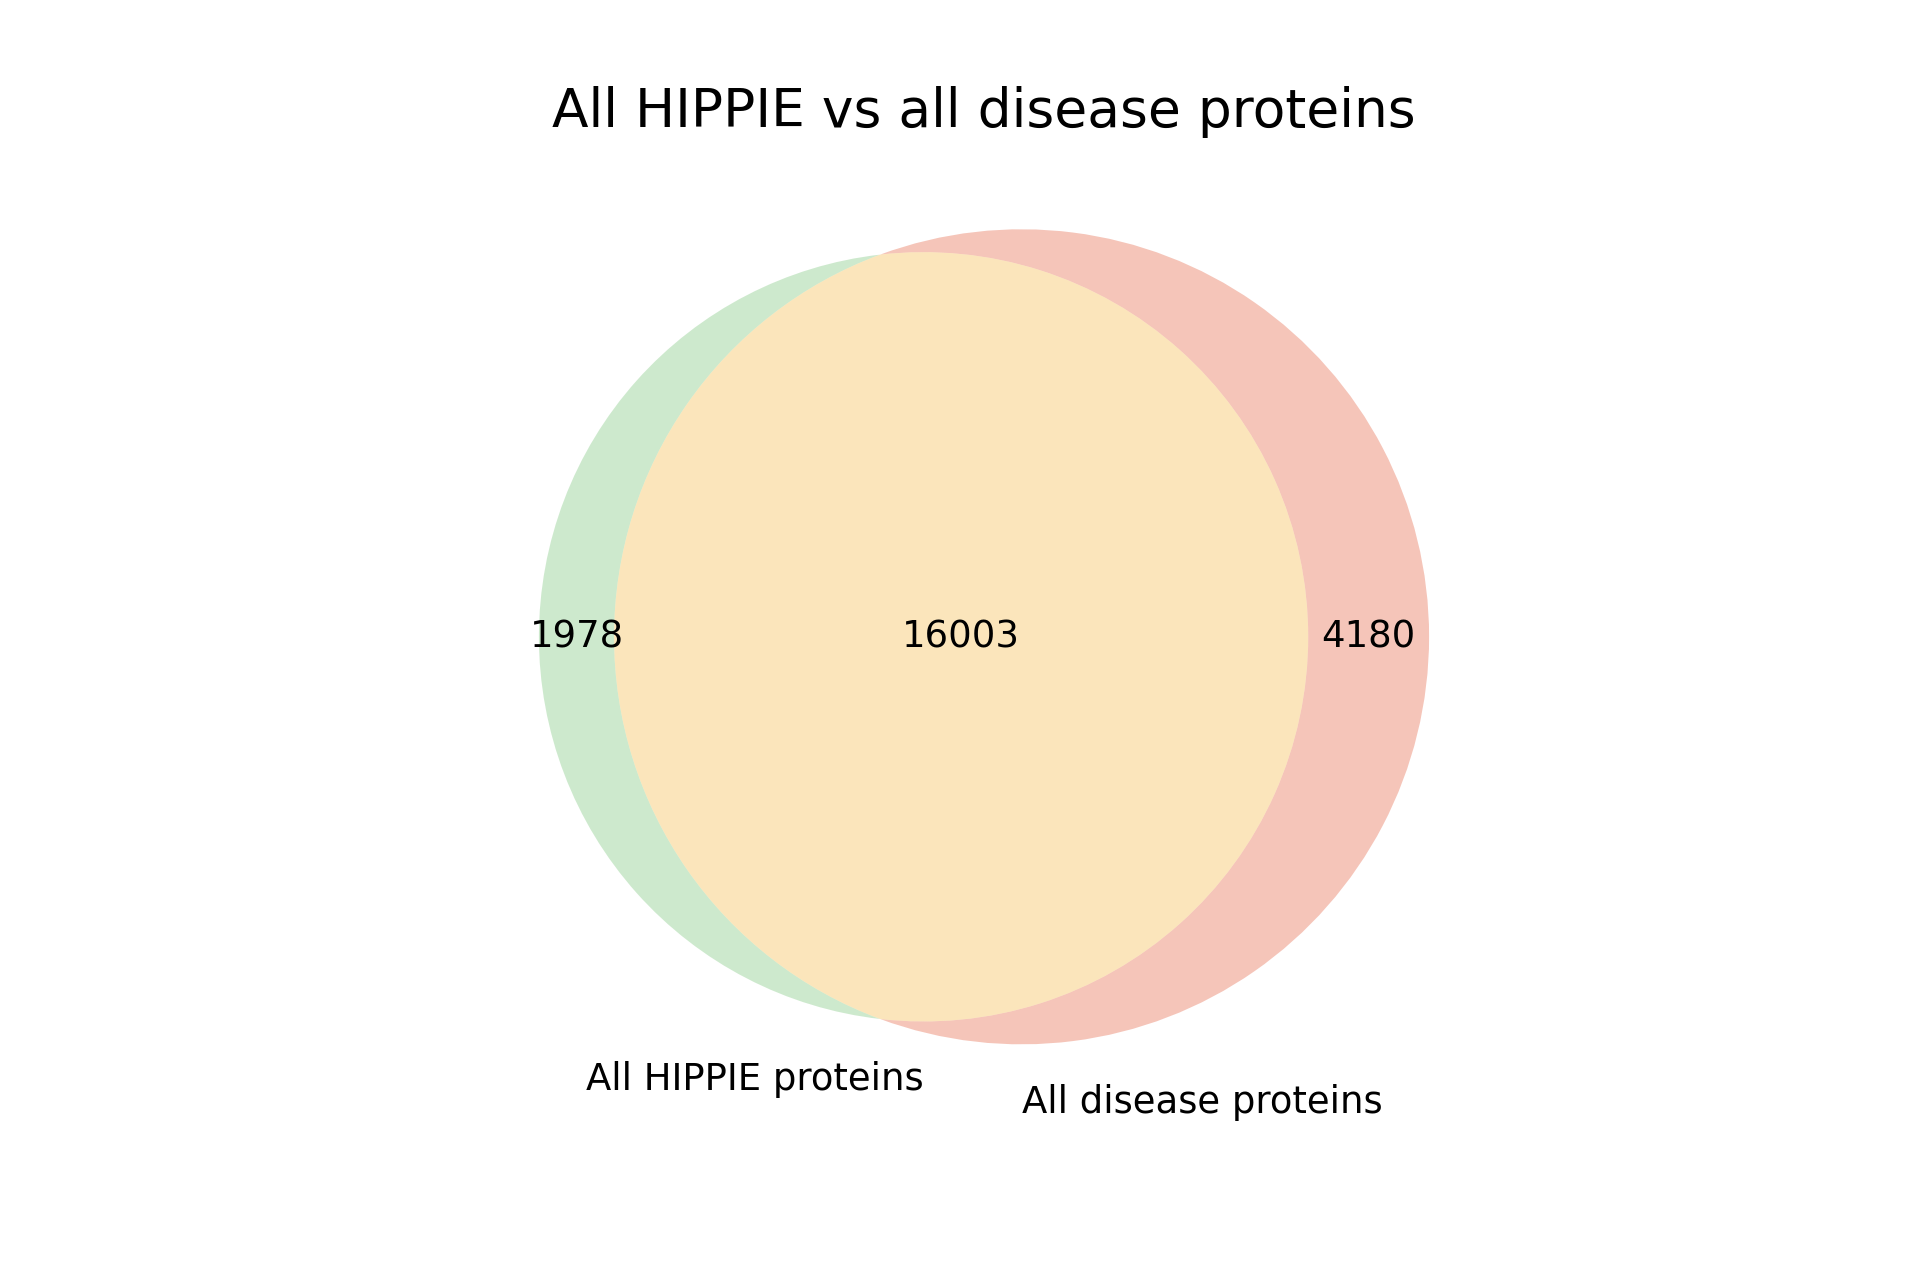 All HIPPIE vs all disease proteins
1978
16003
4180
All HIPPIE proteins
All disease proteins